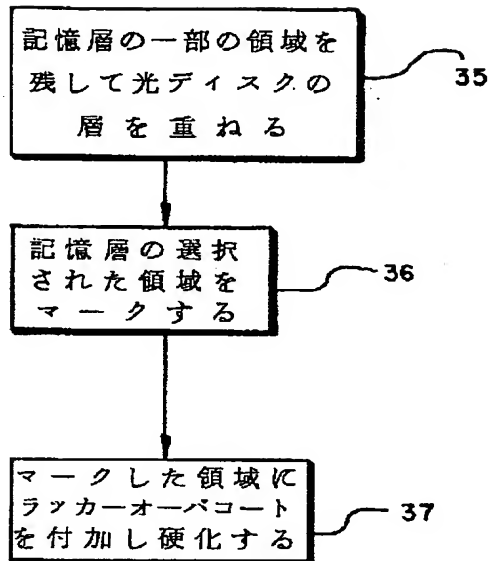 記憶層の一部の領域を
残して光ディスクの
層を重ねる
35
記憶層の選択
された領域を
マークする
36
マークした領域に
ラッカーオーバコート
を付加し硬化する
37